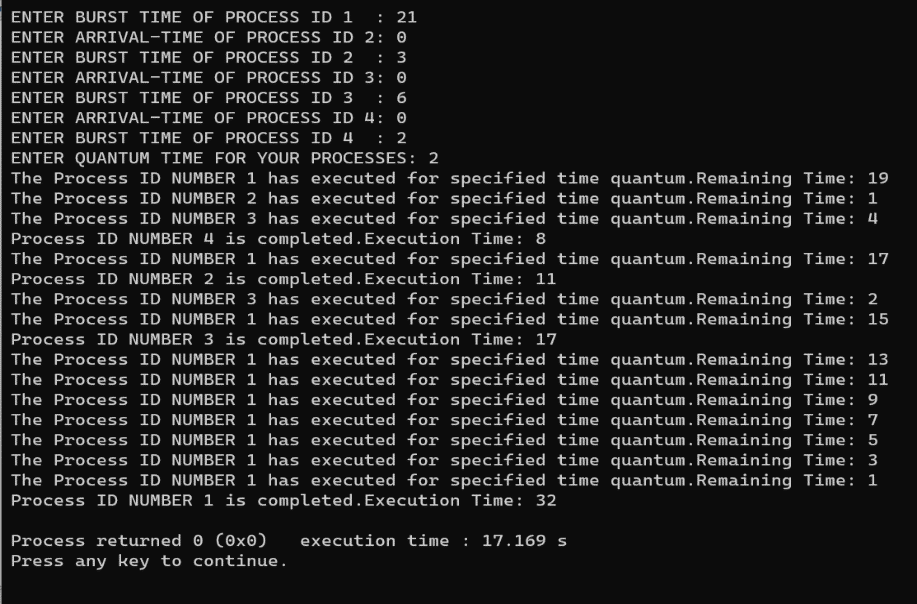 ENTER BURST TIME OF PROCESS ID 1  : 21
ENTER ARRIVAL-TIME OF PROCESS ID 2: 0
ENTER BURST TIME OF PROCESS ID 2  : 3
ENTER ARRIVAL-TIME OF PROCESS ID 3: 0
ENTER BURST TIME OF PROCESS ID 3  : 6
ENTER ARRIVAL-TIME OF PROCESS ID 4: 0
ENTER BURST TIME OF PROCESS ID 4  : 2
ENTER QUANTUM TIME FOR YOUR PROCESSES: 2
The Process ID NUMBER 1 has executed for specified time quantum.Remaining Time: 19
The Process ID NUMBER 2 has executed for specified time quantum.Remaining Time: 1
The Process ID NUMBER 3 has executed for specified time quantum.Remaining Time: 4
Process ID NUMBER 4 is completed.Execution Time: 8
The Process ID NUMBER 1 has executed for specified time quantum.Remaining Time: 17
Process ID NUMBER 2 is completed.Execution Time: 11
The Process ID NUMBER 3 has executed for specified time quantum.Remaining Time: 2
The Process ID NUMBER 1 has executed for specified time quantum.Remaining Time: 15
Process ID NUMBER 3 is completed.Execution Time: 17
The Process ID NUMBER 1 has executed for specified time quantum.Remaining Time: 13
The Process ID NUMBER 1 has executed for specified time quantum.Remaining Time: 11
The Process ID NUMBER 1 has executed for specified time quantum.Remaining Time: 9
The Process ID NUMBER 1 has executed for specified time quantum.Remaining Time: 7
The Process ID NUMBER 1 has executed for specified time quantum.Remaining Time: 5
The Process ID NUMBER 1 has executed for specified time quantum.Remaining Time: 3
The Process ID NUMBER 1 has executed for specified time quantum.Remaining Time: 1
Process ID NUMBER 1 is completed.Execution Time: 32
Process returned 0 (0x0)   execution time : 17.169 s
Press any key to continue.